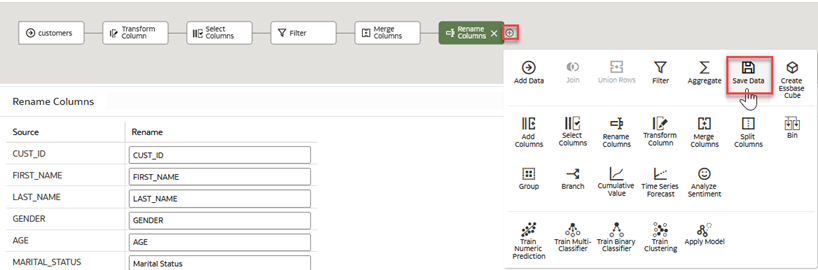 customers
Transform
Column
Select
Columns
Filter
Merge
Columns
Rename
Columns
Add Data
Join
Union Rows
Filter
Aggregate
Save Data
Create
Essbase
Cube
Add
Columns
Select
Columns
Rename
Columns
Transform
Column
Merge
Columns
Split
Columns
Bin
Group
Branch
Cumulative
Value
Time Series
Forecast
Analyze
Sentiment
Train
Numeric
Prediction
Train Multi-
Classifier
Train Binary
Classifier
Train
Clustering
Apply Model
Rename Columns
Source Rename
CUST_ID CUST_ID
FIRST_NAME FIRST_NAME
LAST_NAME LAST_NAME
GENDER GENDER
AGE AGE
MARITAL_STATUS Marital Status